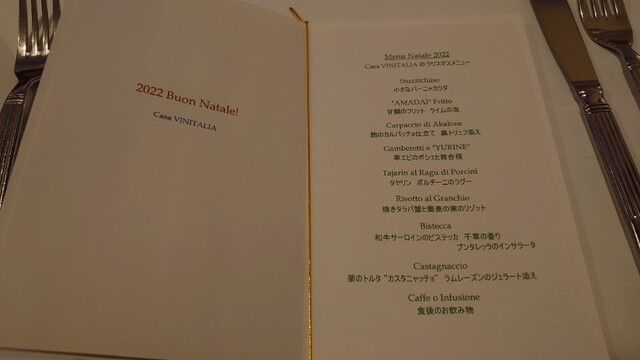 2022 Buon Natale!
Casa VINITALIA
Menu Natale 2022
Casa VINITALIA の クリスマスメニュー
Stuzzichino
小さなバーニャカウダ
"AMADAI" Fritto
甘鯛のフリット ライムの泡
Carpaccio di Abalone
鮑のカルパッチョ仕立て 黒トリュフ添え
Gamberetti e "YURINE"
車エビのポシェと百合根
Tajarin al Ragu di Porcini
タヤリン ポルチーニのラグー
Risotto al Granchio
焼きタラバ蟹と蕎麦の実のリゾット
Bistecca
和牛サーロインのビステッカ 干草の香り
プンタレッラのインサラータ
Castagnaccio
栗のトルタ "カスタニャッチョ" ラムレーズンのジェラート添え
Caffe o Infusione
食後のお飲み物